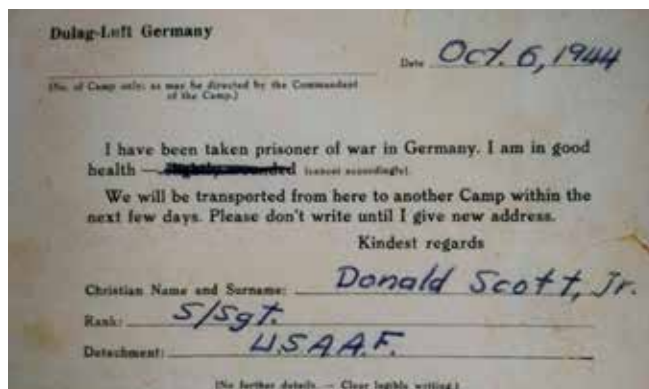 Dulag-Luft Germany
Date Oct. 6, 1944
(No. of Camp only; as may be directed by the Commandant
of the Camp.)
I have been taken prisoner of war in Germany. I am in good
health — slightly wounded (cancel accordingly).
We will be transported from here to another Camp within the
next few days. Please don't write until I give new address.
Kindest regards
Christian Name and Surname: Donald Scott, Jr.
Rank: S/Sgt.
Detachment: U.S.A.A.F.
(No further details. — Clear legible writing.)